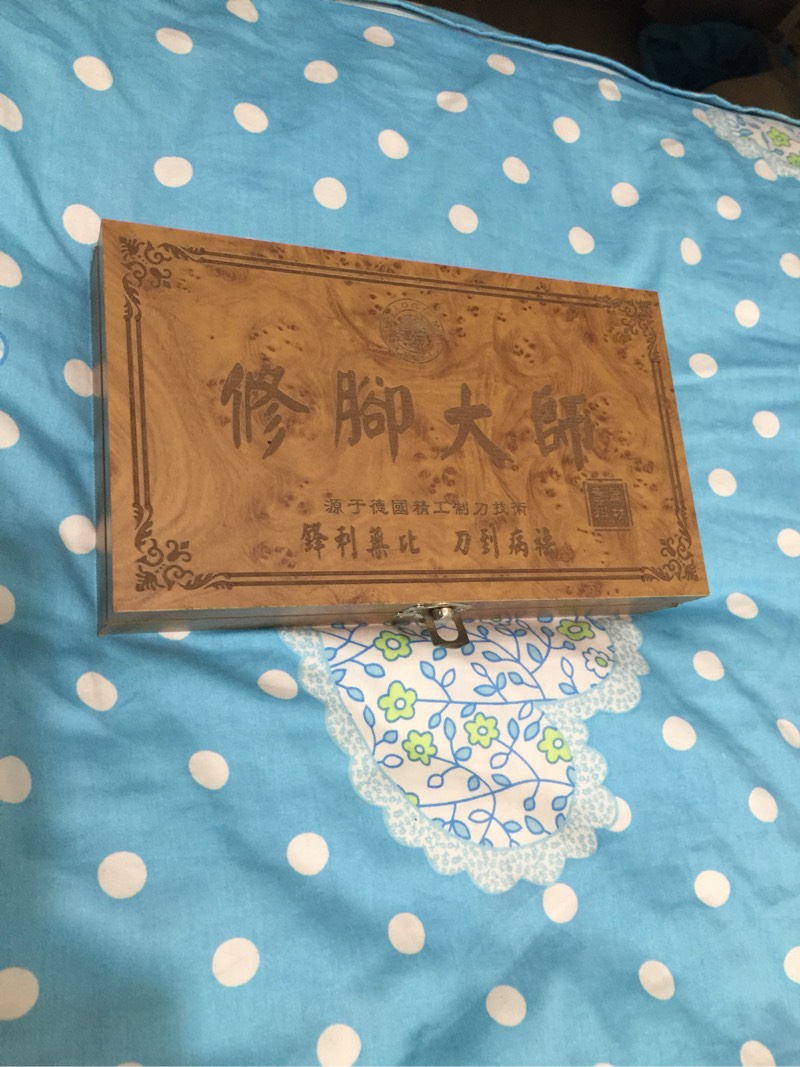 修腳大師
源于德國精工制刀技術
鋒利無比 刀到病祛